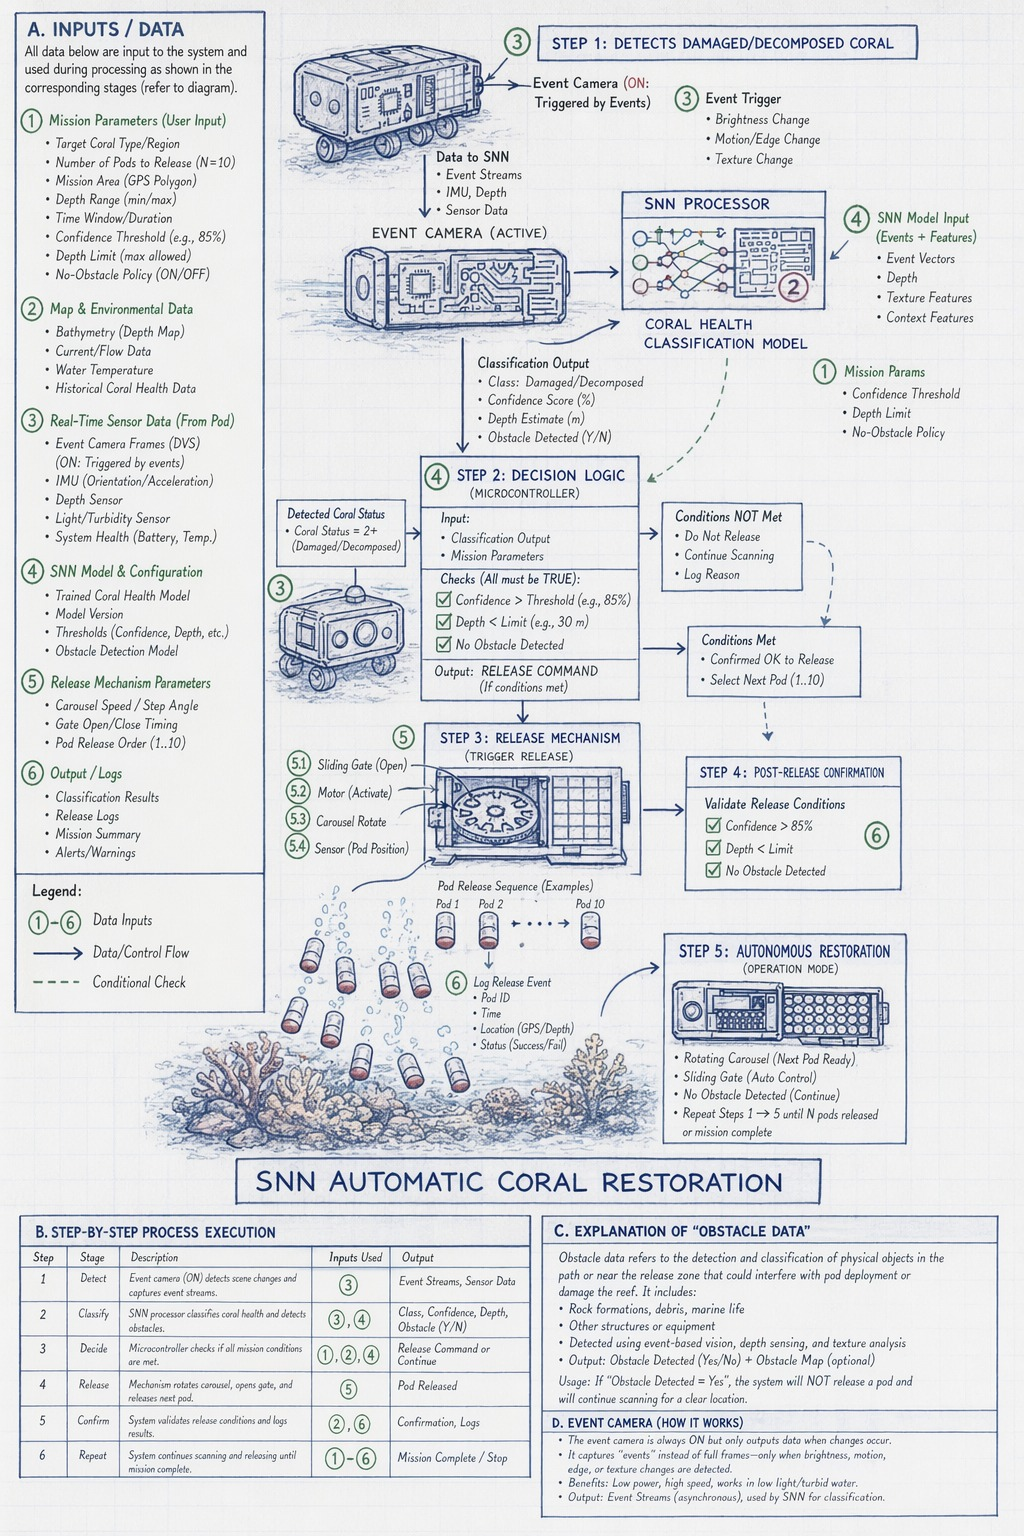 A. INPUTS / DATA
All data below are input to the system and
used during processing as shown in the
corresponding stages (refer to diagram).
1 Mission Parameters (User Input)
• Target Coral Type/Region
• Number of Pods to Release (N=10)
• Mission Area (GPS Polygon)
• Depth Range (min/max)
• Time Window/Duration
• Confidence Threshold (e.g., 85%)
• Depth Limit (max allowed)
• No-Obstacle Policy (ON/OFF)
2 Map & Environmental Data
• Bathymetry (Depth Map)
• Current/Flow Data
• Water Temperature
• Historical Coral Health Data
3 Real-Time Sensor Data (From Pod)
• Event Camera Frames (DVS)
(ON: Triggered by events)
• IMU (Orientation/Acceleration)
• Depth Sensor
• Light/Turbidity Sensor
• System Health (Battery, Temp.)
4 SNN Model & Configuration
• Trained Coral Health Model
• Model Version
• Thresholds (Confidence, Depth, etc.)
• Obstacle Detection Model
5 Release Mechanism Parameters
• Carousel Speed / Step Angle
• Gate Open/Close Timing
• Pod Release Order (1..10)
6 Output / Logs
• Classification Results
• Release Logs
• Mission Summary
• Alerts/Warnings
Legend:
1-6 Data Inputs
Data/Control Flow
Conditional Check
3 STEP 1: DETECTS DAMAGED/DECOMPOSED CORAL
Event Camera (ON:
Triggered by Events)
3 Event Trigger
• Brightness Change
• Motion/Edge Change
• Texture Change
Data to SNN
• Event Streams
• IMU, Depth
• Sensor Data
EVENT CAMERA (ACTIVE)
SNN PROCESSOR
2
CORAL HEALTH
CLASSIFICATION MODEL
4 SNN Model Input
(Events + Features)
• Event Vectors
• Depth
• Texture Features
• Context Features
Classification Output
• Class: Damaged/Decomposed
• Confidence Score (%)
• Depth Estimate (m)
• Obstacle Detected (Y/N)
1 Mission Params
• Confidence Threshold
• Depth Limit
• No-Obstacle Policy
4 STEP 2: DECISION LOGIC
(MICROCONTROLLER)
Input:
• Classification Output
• Mission Parameters
Checks (All must be TRUE):
Confidence > Threshold (e.g., 85%)
Depth < Limit (e.g., 30 m)
No Obstacle Detected
Output: RELEASE COMMAND
(If conditions met)
Detected Coral Status
• Coral Status = 2+
(Damaged/Decomposed)
3
Conditions NOT Met
• Do Not Release
• Continue Scanning
• Log Reason
Conditions Met
• Confirmed OK to Release
• Select Next Pod (1..10)
5
STEP 3: RELEASE MECHANISM
(TRIGGER RELEASE)
5.1 Sliding Gate (Open)
5.2 Motor (Activate)
5.3 Carousel Rotate
5.4 Sensor (Pod Position)
STEP 4: POST-RELEASE CONFIRMATION
Validate Release Conditions
Confidence > 85%
Depth < Limit
No Obstacle Detected
6
Pod Release Sequence (Examples)
Pod 1 Pod 2 Pod 10
6 Log Release Event
• Pod ID
• Time
• Location (GPS/Depth)
• Status (Success/Fail)
STEP 5: AUTONOMOUS RESTORATION
(OPERATION MODE)
• Rotating Carousel (Next Pod Ready)
• Sliding Gate (Auto Control)
• No Obstacle Detected (Continue)
• Repeat Steps 1 → 5 until N pods released
or mission complete
SNN AUTOMATIC CORAL RESTORATION
B. STEP-BY-STEP PROCESS EXECUTION
Step Stage Description Inputs Used Output
1 Detect Event camera (ON) detects scene changes and captures event streams. 3 Event Streams, Sensor Data
2 Classify SNN processor classifies coral health and detects obstacles. 3, 4 Class, Confidence, Depth, Obstacle (Y/N)
3 Decide Microcontroller checks if all mission conditions are met. 1, 2, 4 Release Command or Continue
4 Release Mechanism rotates carousel, opens gate, and releases next pod. 5 Pod Released
5 Confirm System validates release conditions and logs results. 2, 6 Confirmation, Logs
6 Repeat System continues scanning and releasing until mission complete. 1-6 Mission Complete / Stop
C. EXPLANATION OF "OBSTACLE DATA"
Obstacle data refers to the detection and classification of physical objects in the
path or near the release zone that could interfere with pod deployment or
damage the reef. It includes:
• Rock formations, debris, marine life
• Other structures or equipment
• Detected using event-based vision, depth sensing, and texture analysis
• Output: Obstacle Detected (Yes/No) + Obstacle Map (optional)
Usage: If "Obstacle Detected = Yes", the system will NOT release a pod and
will continue scanning for a clear location.
D. EVENT CAMERA (HOW IT WORKS)
• The event camera is always ON but only outputs data when changes occur.
• It captures "events" instead of full frames—only when brightness, motion,
edge, or texture changes are detected.
• Benefits: Low power, high speed, works in low light/turbid water.
• Output: Event Streams (asynchronous), used by SNN for classification.